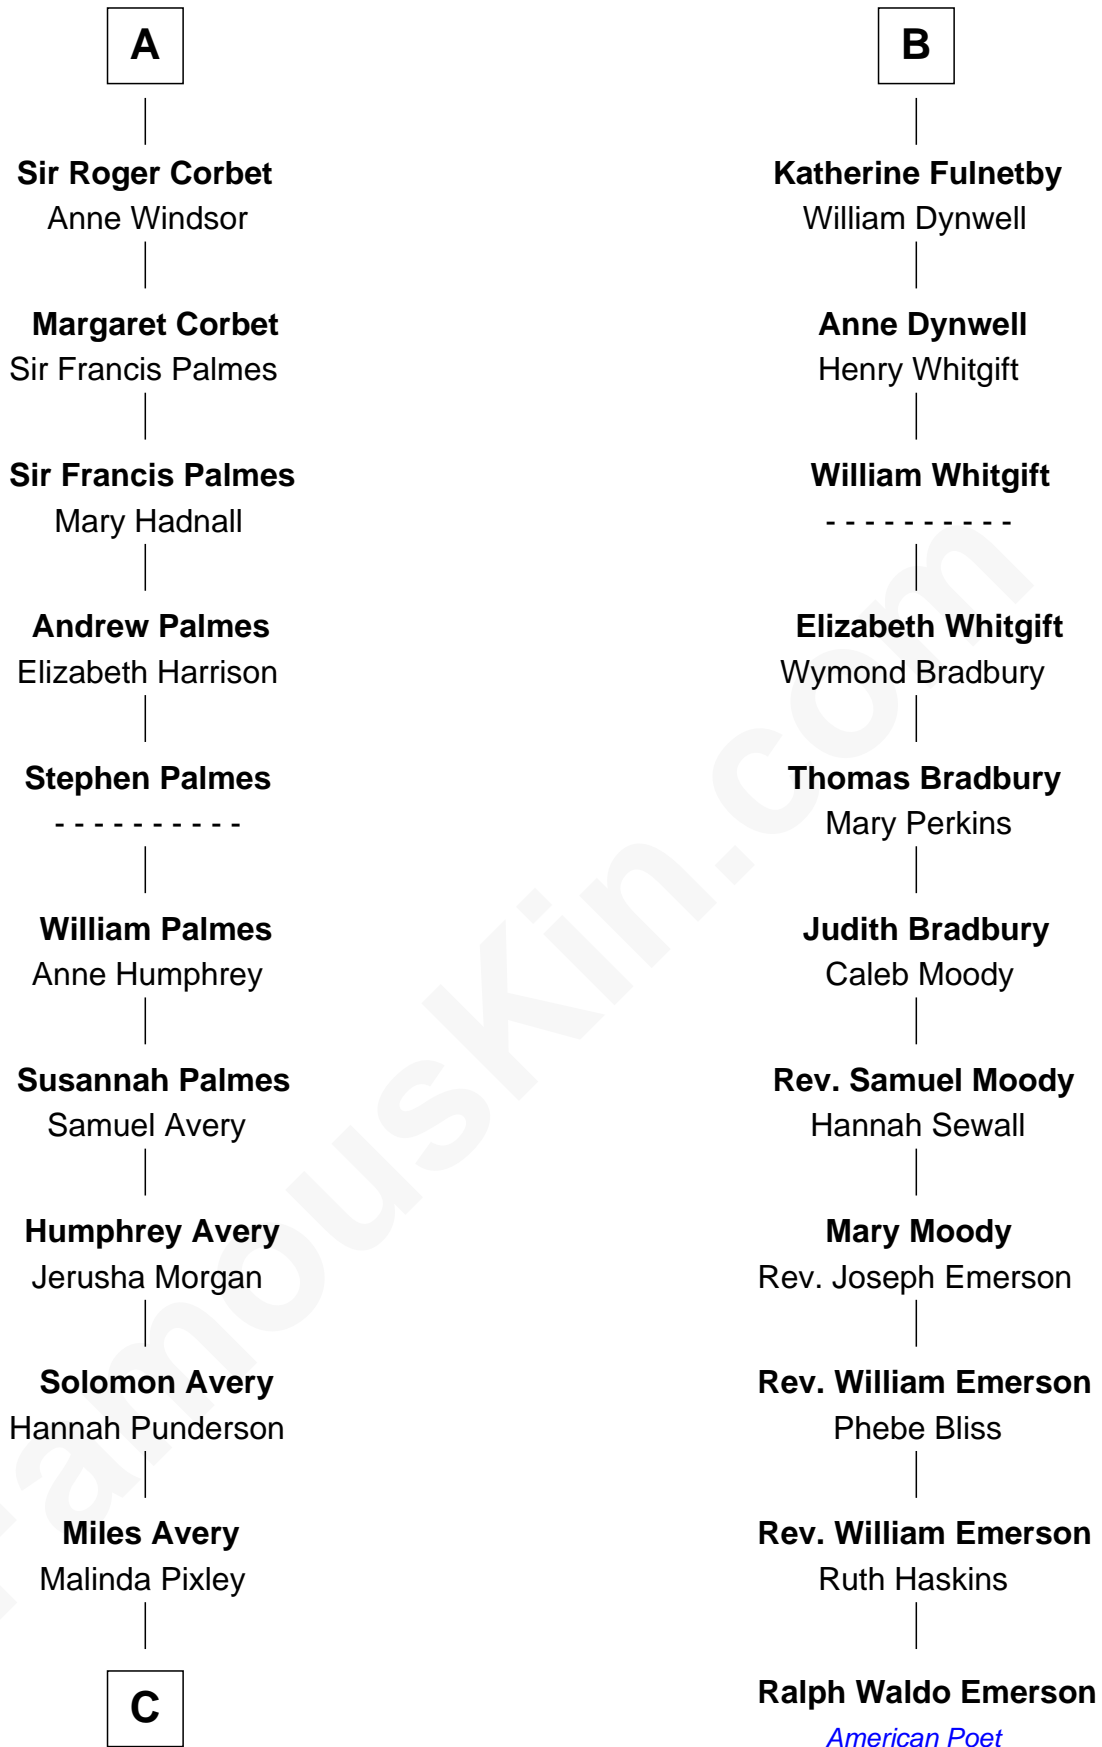 A
Sir Roger Corbet
Anne Windsor
Margaret Corbet
Sir Francis Palmes
Sir Francis Palmes
Mary Hadnall
Andrew Palmes
Elizabeth Harrison
Stephen Palmes
- - - - - - - - - -
William Palmes
Anne Humphrey
Susannah Palmes
Samuel Avery
Humphrey Avery
Jerusha Morgan
Solomon Avery
Hannah Punderson
Miles Avery
Malinda Pixley
C
B
Katherine Fulnetby
William Dynwell
Anne Dynwell
Henry Whitgift
William Whitgift
- - - - - - - - - -
Elizabeth Whitgift
Wymond Bradbury
Thomas Bradbury
Mary Perkins
Judith Bradbury
Caleb Moody
Rev. Samuel Moody
Hannah Sewall
Mary Moody
Rev. Joseph Emerson
Rev. William Emerson
Phebe Bliss
Rev. William Emerson
Ruth Haskins
Ralph Waldo Emerson
American Poet
FamousKin.com